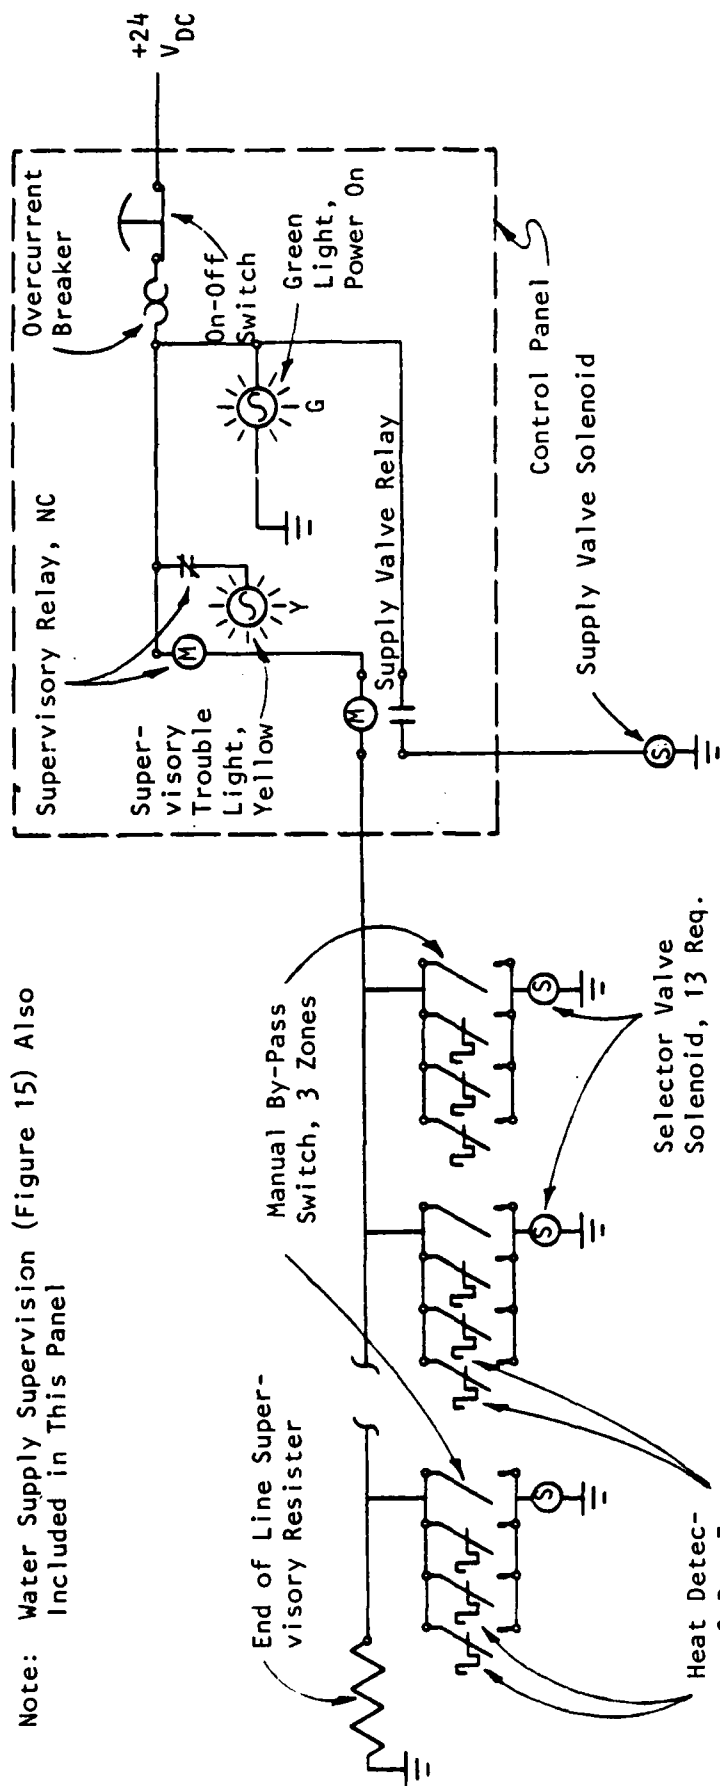 Note: Water Supply Supervision (Figure 15) Also
Included in This Panel
+24
VDC
Overcurrent
Breaker
On-Off
Switch
Green
Light,
Power On
G
Supervisory Relay, NC
Super-
visory
Trouble
Light,
Yellow
Y
M
M
Supply Valve Relay
Control Panel
Supply Valve Solenoid
S
Manual By-Pass
Switch, 3 Zones
Selector Valve
Solenoid, 13 Req.
S
S
S
End of Line Super-
visory Resister
Heat Detec-